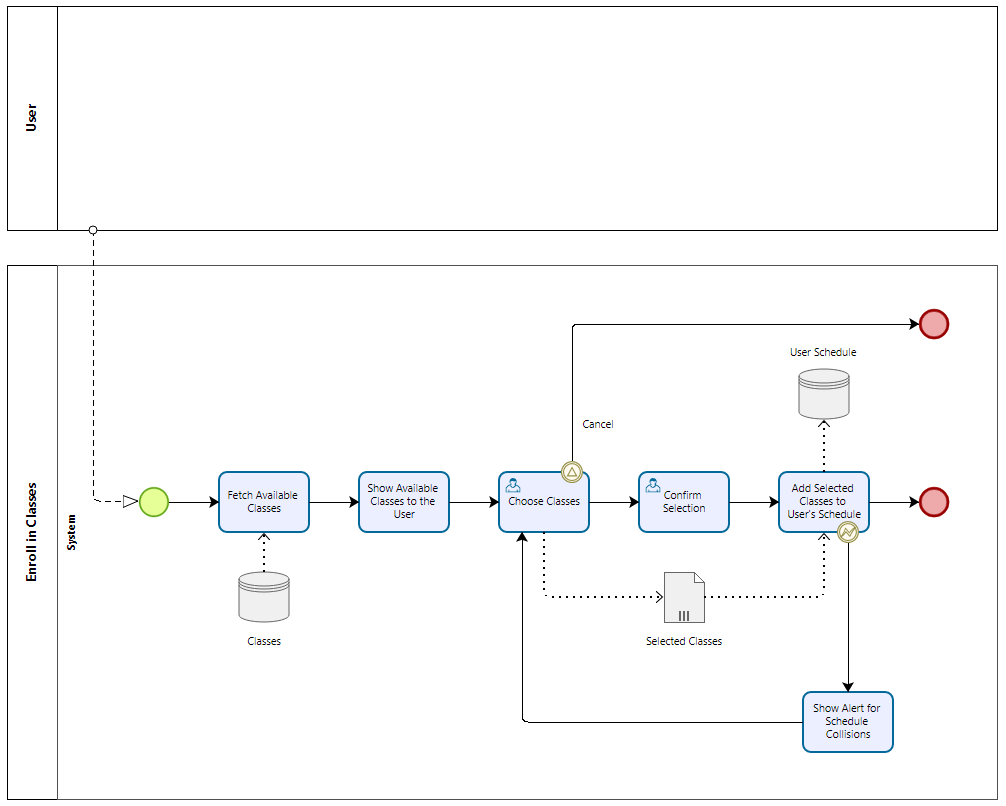 User
Enroll in Classes
System
User Schedule
Cancel
Fetch Available
Classes
Show Available
Classes to the
User
Choose Classes
Confirm
Selection
Add Selected
Classes to
User's Schedule
Classes
Selected Classes
Show Alert for
Schedule
Collisions